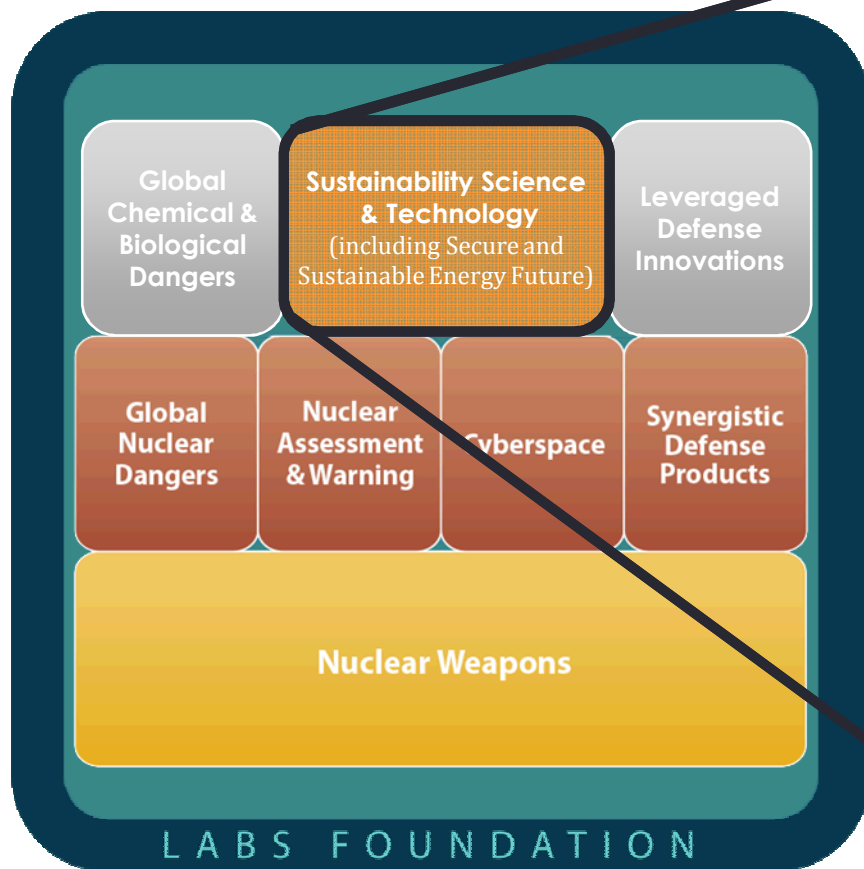 Global
Chemical &
Biological
Dangers
Sustainability Science
& Technology
(including Secure and
Sustainable Energy Future)
Leveraged
Defense
Innovations
Global
Nuclear
Dangers
Nuclear
Assessment
& Warning
Cyberspace
Synergistic
Defense
Products
Nuclear Weapons
LABS FOUNDATION